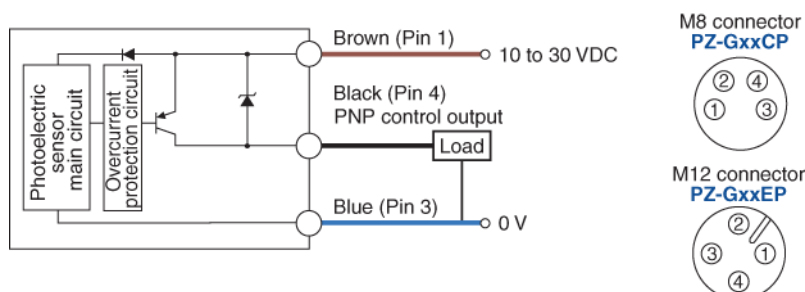 Brown (Pin 1)
10 to 30 VDC
Black (Pin 4)
PNP control output
Load
Blue (Pin 3)
0 V
Photoelectric
sensor
main circuit
Overcurrent
protection circuit
M8 connector
PZ-GxxCP
2 4
1 3
M12 connector
PZ-GxxEP
2
3 1
4